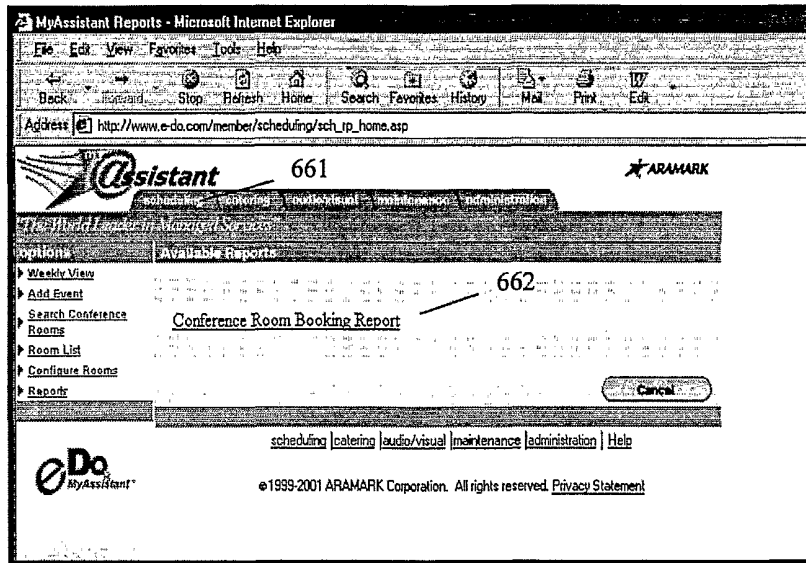 MyAssistant Reports - Microsoft Internet Explorer
File Edit View Favorites Tools Help
Back Forward Stop Refresh Home Search Favorites History Mail Print Edit
Address http://www.e-do.com/member/scheduling/sch_rp_home.asp
@ssistant 661 ARAMARK
scheduling catering audio/visual maintenance administration
"The World Leader in Managed Services"
options Available Reports
Weekly View
Add Event
662
Search Conference
Rooms
Conference Room Booking Report
Room List
Configure Rooms
Reports
Cancel
scheduling | catering | audio/visual | maintenance | administration | Help
eDo
MyAssistant
©1999-2001 ARAMARK Corporation. All rights reserved. Privacy Statement